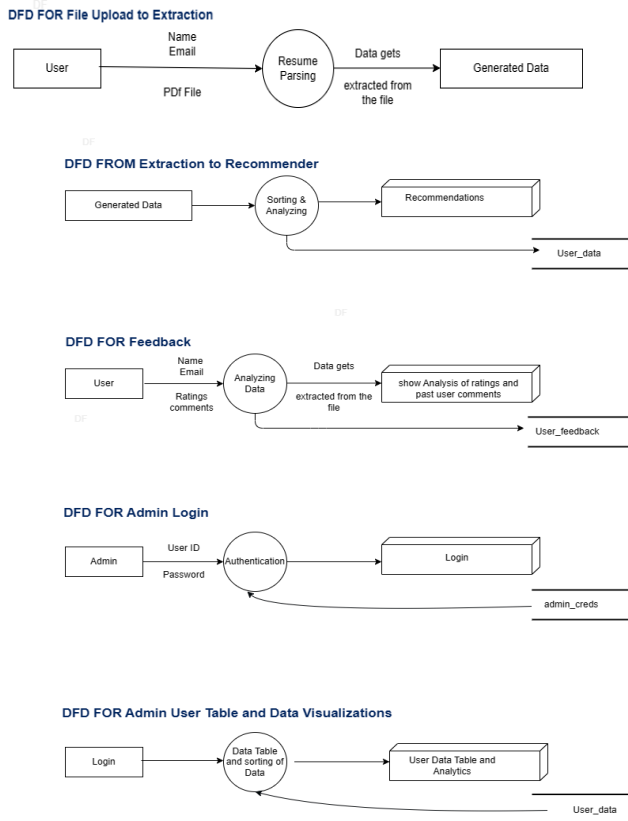 DFD FOR File Upload to Extraction
Name
Email
User
PDf File
Resume
Parsing
Data gets
extracted from
the file
Generated Data
DF
DFD FROM Extraction to Recommender
Generated Data
Sorting &
Analyzing
Recommendations
User_data
DF
DFD FOR Feedback
User
Name
Email
Ratings
comments
Analyzing
Data
Data gets
extracted from the
file
show Analysis of ratings and
past user comments
User_feedback
DF
DFD FOR Admin Login
Admin
User ID
Password
Authentication
Login
admin_creds
DFD FOR Admin User Table and Data Visualizations
Login
Data Table
and sorting of
Data
User Data Table and
Analytics
User_data